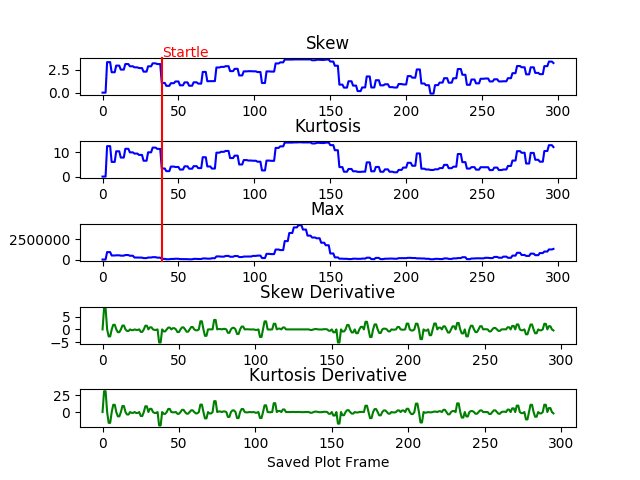 Skew
Startle
2.5
0.0
0 50 100 150 200 250 300
Kurtosis
10
0
0 50 100 150 200 250 300
Max
2500000
0
0 50 100 150 200 250 300
Skew Derivative
5
0
−5
0 50 100 150 200 250 300
Kurtosis Derivative
25
0
0 50 100 150 200 250 300
Saved Plot Frame